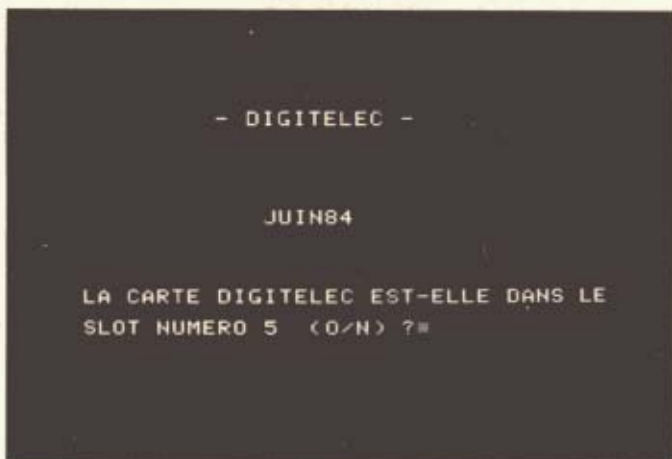 - DIGITELEC -
JUIN84
LA CARTE DIGITELEC EST-ELLE DANS LE
SLOT NUMERO 5 (O/N) ?